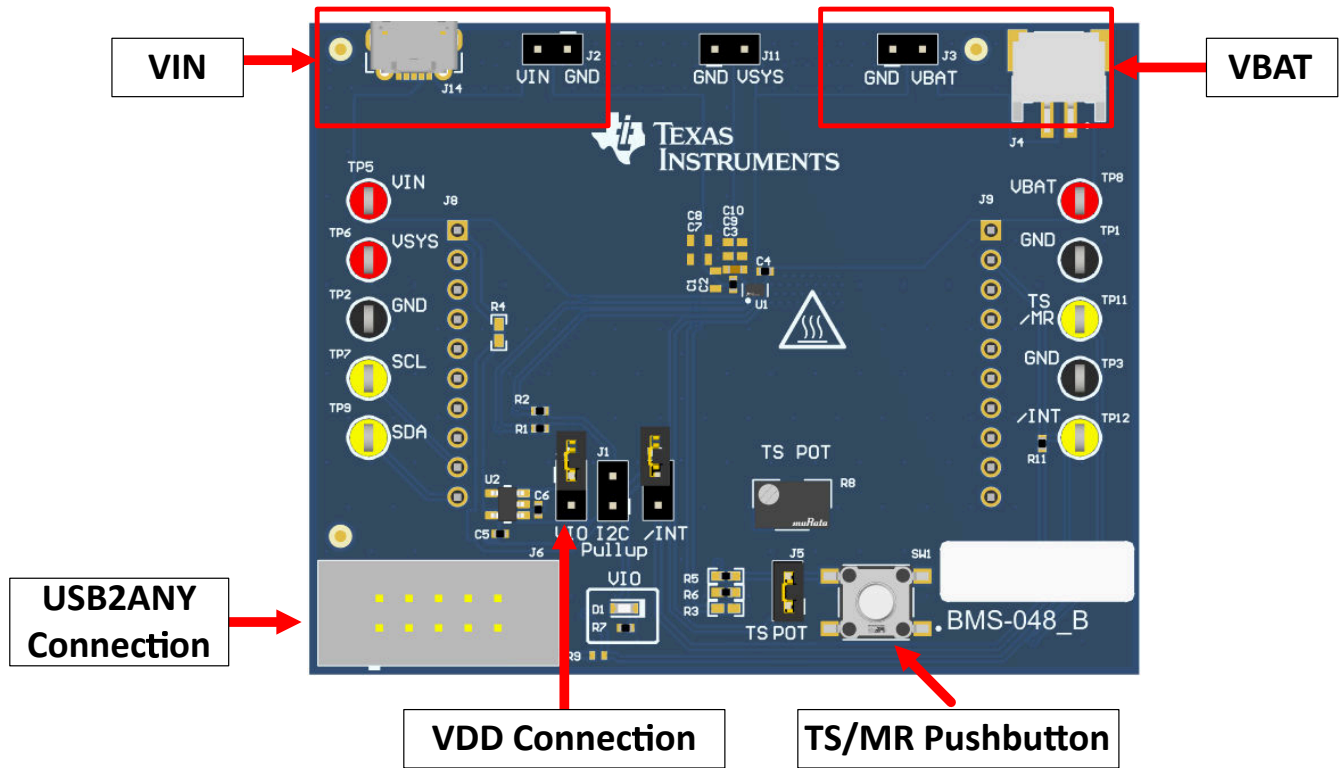 VIN
VBAT
J14
J2
VIN GND
J11
GND VSYS
J3
GND VBAT
J4
TEXAS
INSTRUMENTS
TP5
VIN
J8
TP6
VSYS
TP2
GND
R4
TP7
SCL
TP9
SDA
C8
C7
C10
C9
C3
C4
C1
C2
U1
J9
VBAT
TP8
GND
TP1
TS
/MR
TP11
GND
TP3
/INT
TP12
R11
R2
R1
J1
TS POT
R8
muRata
U2
C6
C5
VIO
I2C
/INT
Pullup
J6
VIO
D1
R7
R9
R5
R6
R3
J5
TS POT
SW1
BMS-048_B
USB2ANY
Connection
VDD Connection
TS/MR Pushbutton